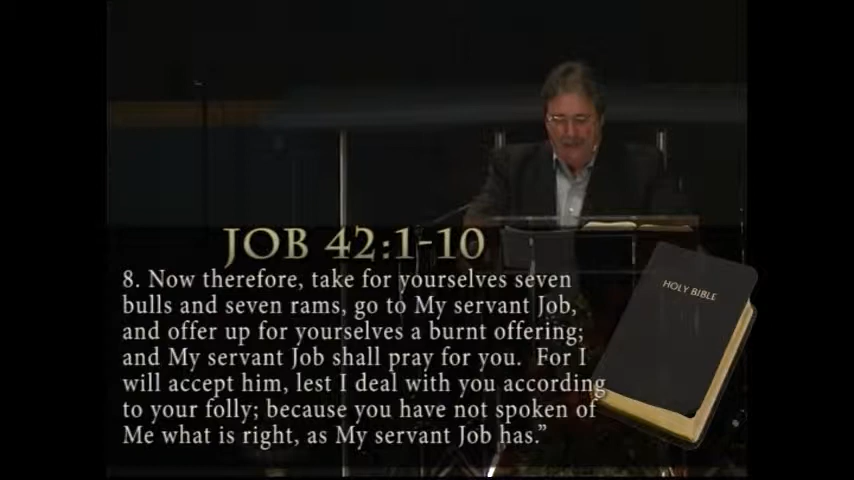 JOB 42:1-10
8. Now therefore, take for yourselves seven
bulls and seven rams, go to My servant Job,
and offer up for yourselves a burnt offering;
and My servant Job shall pray for you.  For I
will accept him, lest I deal with you according
to your folly; because you have not spoken of
Me what is right, as My servant Job has.”
HOLY BIBLE